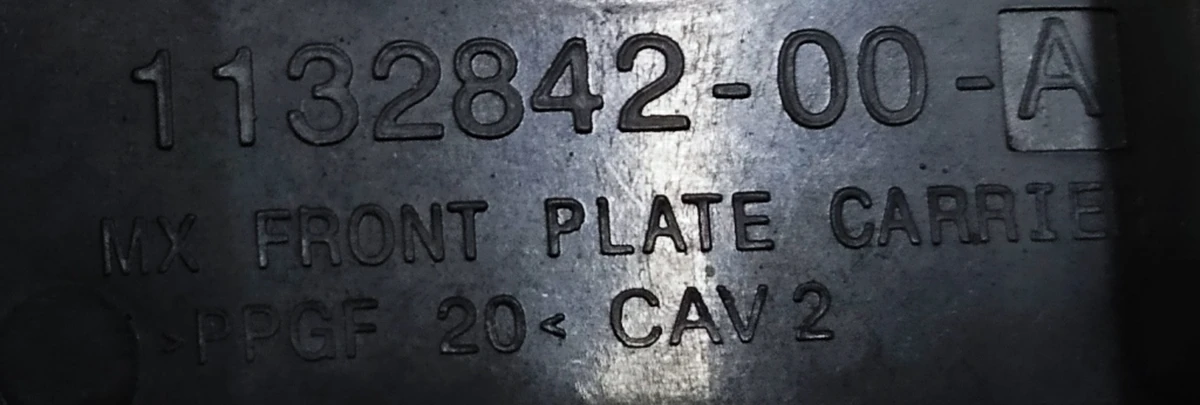 1132842-00-A
MX FRONT PLATE CARRIE
>PPGF 20< CAV 2